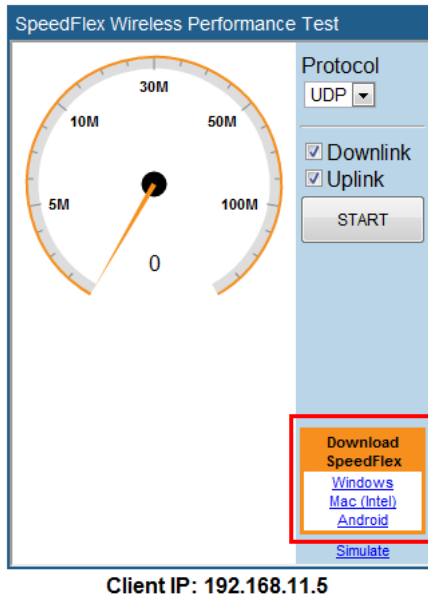 SpeedFlex Wireless Performance Test
Protocol
UDP
30M
10M
50M
5M
100M
0
Downlink
Uplink
START
Download
SpeedFlex
Windows
Mac (Intel)
Android
Simulate
Client IP: 192.168.11.5